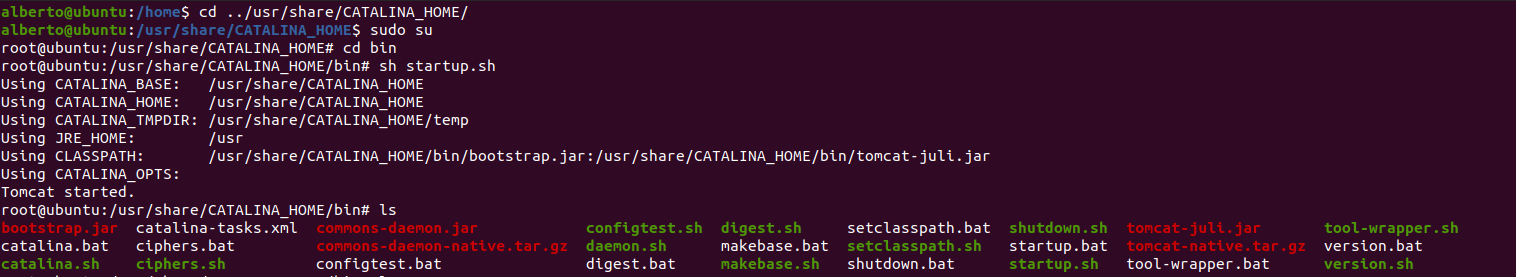 alberto@ubuntu:/home$ cd ../usr/share/CATALINA_HOME/
alberto@ubuntu:/usr/share/CATALINA_HOME$ sudo su
root@ubuntu:/usr/share/CATALINA_HOME# cd bin
root@ubuntu:/usr/share/CATALINA_HOME/bin# sh startup.sh
Using CATALINA_BASE:   /usr/share/CATALINA_HOME
Using CATALINA_HOME:   /usr/share/CATALINA_HOME
Using CATALINA_TMPDIR: /usr/share/CATALINA_HOME/temp
Using JRE_HOME:        /usr
Using CLASSPATH:       /usr/share/CATALINA_HOME/bin/bootstrap.jar:/usr/share/CATALINA_HOME/bin/tomcat-juli.jar
Using CATALINA_OPTS:
Tomcat started.
root@ubuntu:/usr/share/CATALINA_HOME/bin# ls
bootstrap.jar  catalina-tasks.xml  commons-daemon.jar            configtest.sh  digest.sh     setclasspath.bat  shutdown.sh  tomcat-juli.jar       tool-wrapper.sh
catalina.bat   ciphers.bat         commons-daemon-native.tar.gz  daemon.sh      makebase.bat  setclasspath.sh   startup.bat  tomcat-native.tar.gz  version.bat
catalina.sh    ciphers.sh          configtest.bat                digest.bat     makebase.sh   shutdown.bat      startup.sh   tool-wrapper.bat      version.sh